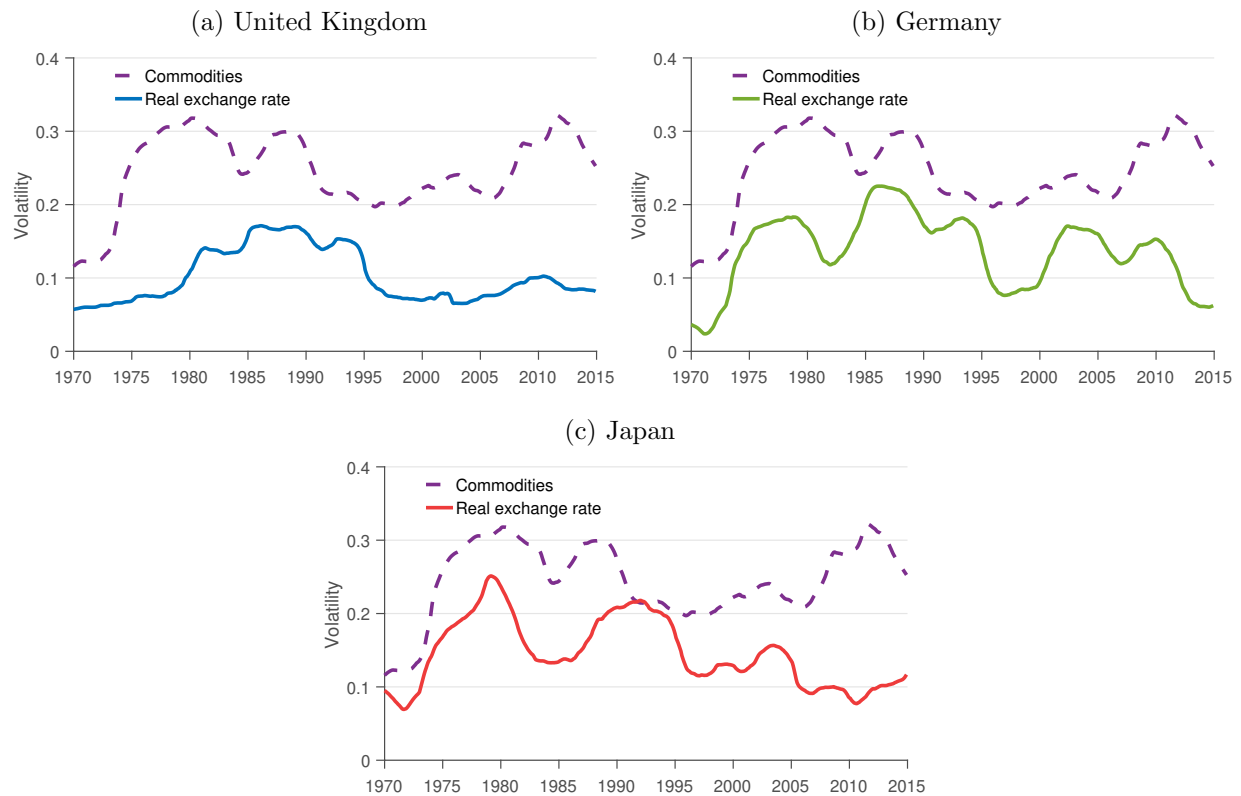 (a) United Kingdom
0.4
0.3
0.2
0.1
0
Volatility
Commodities
Real exchange rate
1970 1975 1980 1985 1990 1995 2000 2005 2010 2015
(b) Germany
0.4
0.3
0.2
0.1
0
Volatility
Commodities
Real exchange rate
1970 1975 1980 1985 1990 1995 2000 2005 2010 2015
(c) Japan
0.4
0.3
0.2
0.1
0
Volatility
Commodities
Real exchange rate
1970 1975 1980 1985 1990 1995 2000 2005 2010 2015